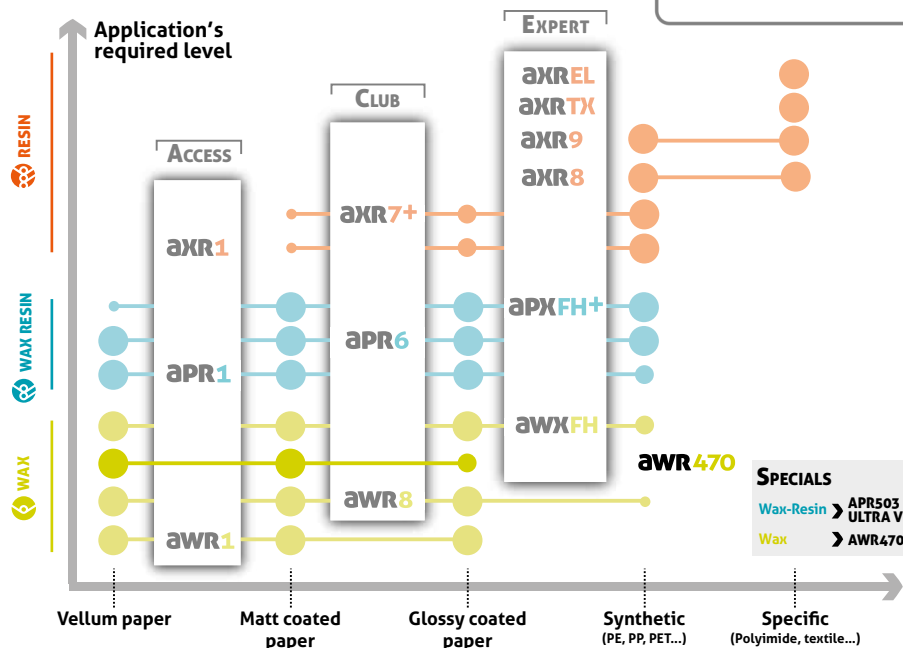 Application's
required level
EXPERT
CLUB
ACCESS
RESIN
WAX RESIN
WAX
aXREL
aXRTX
aXR9
aXR8
aXR7+
aXR1
aPXFH+
aPR6
aPR1
aWXFH
aWR470
aWR8
aWR1
SPECIALS
Wax-Resin APR503
ULTRA V
Wax AWR470
Vellum paper
Matt coated
paper
Glossy coated
paper
Synthetic
(PE, PP, PET...)
Specific
(Polyimide, textile...)